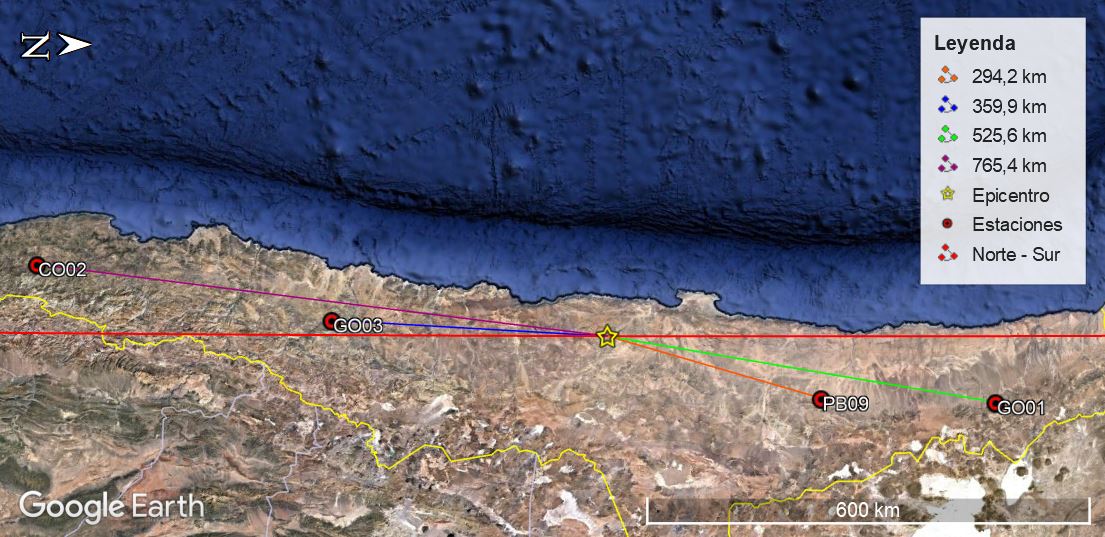 N
Leyenda
294,2 km
359,9 km
525,6 km
765,4 km
Epicentro
Estaciones
Norte - Sur
CO02
GO03
PB09
GO01
Google Earth
600 km